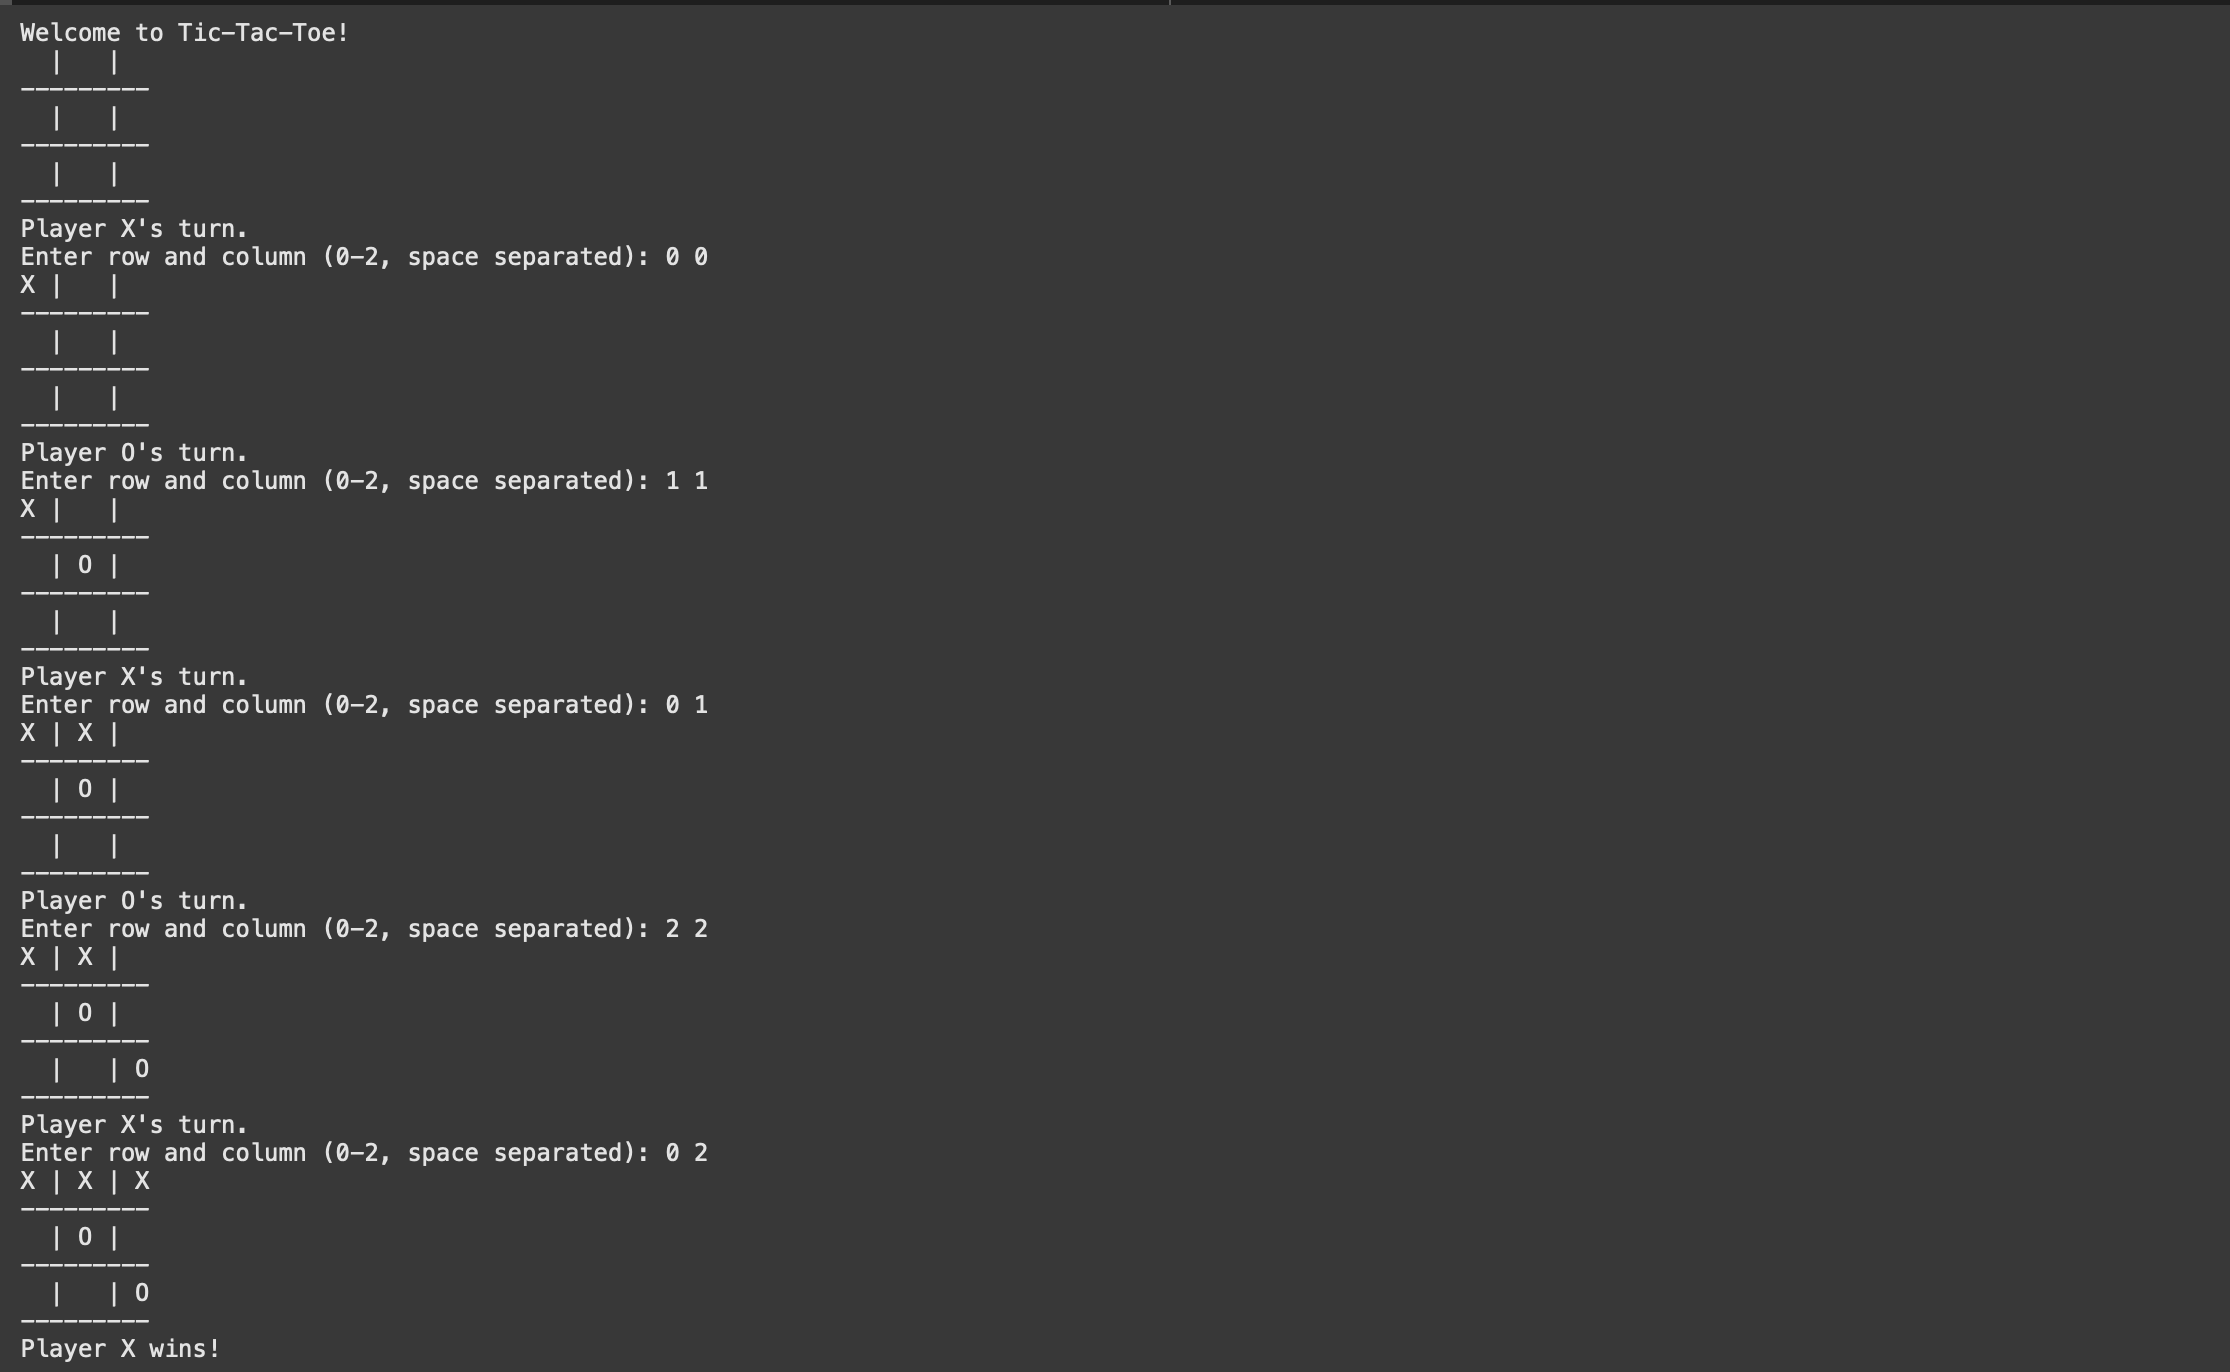 Welcome to Tic-Tac-Toe!
  |   |
---------
  |   |
---------
  |   |
---------
Player X's turn.
Enter row and column (0-2, space separated): 0 0
X |   |
---------
  |   |
---------
  |   |
---------
Player O's turn.
Enter row and column (0-2, space separated): 1 1
X |   |
---------
  | O |
---------
  |   |
---------
Player X's turn.
Enter row and column (0-2, space separated): 0 1
X | X |
---------
  | O |
---------
  |   |
---------
Player O's turn.
Enter row and column (0-2, space separated): 2 2
X | X |
---------
  | O |
---------
  |   | O
---------
Player X's turn.
Enter row and column (0-2, space separated): 0 2
X | X | X
---------
  | O |
---------
  |   | O
---------
Player X wins!